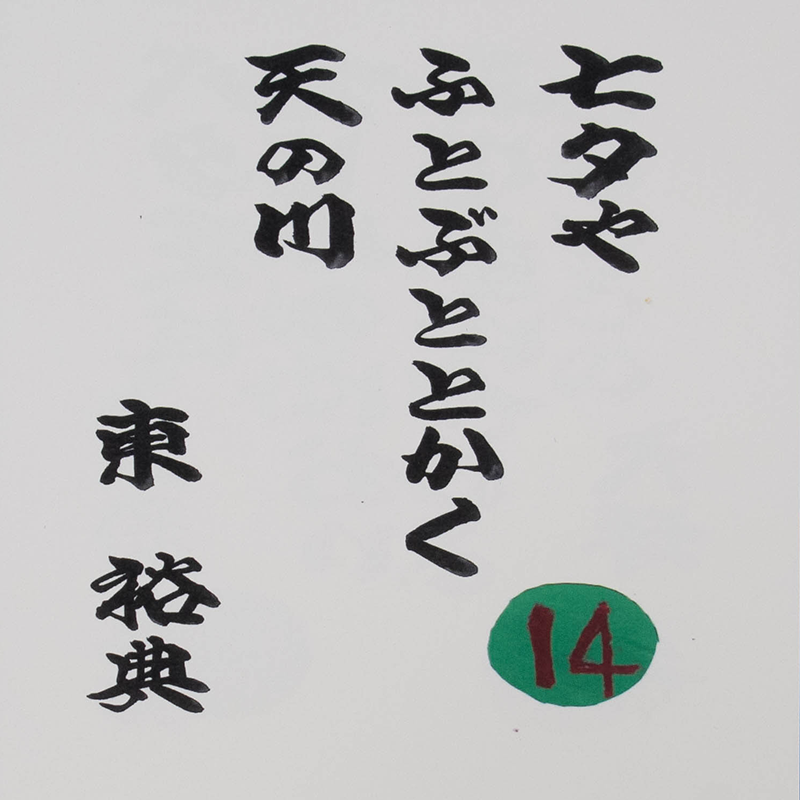 七夕や
ふとぶととかく
天の川
東 裕典
14